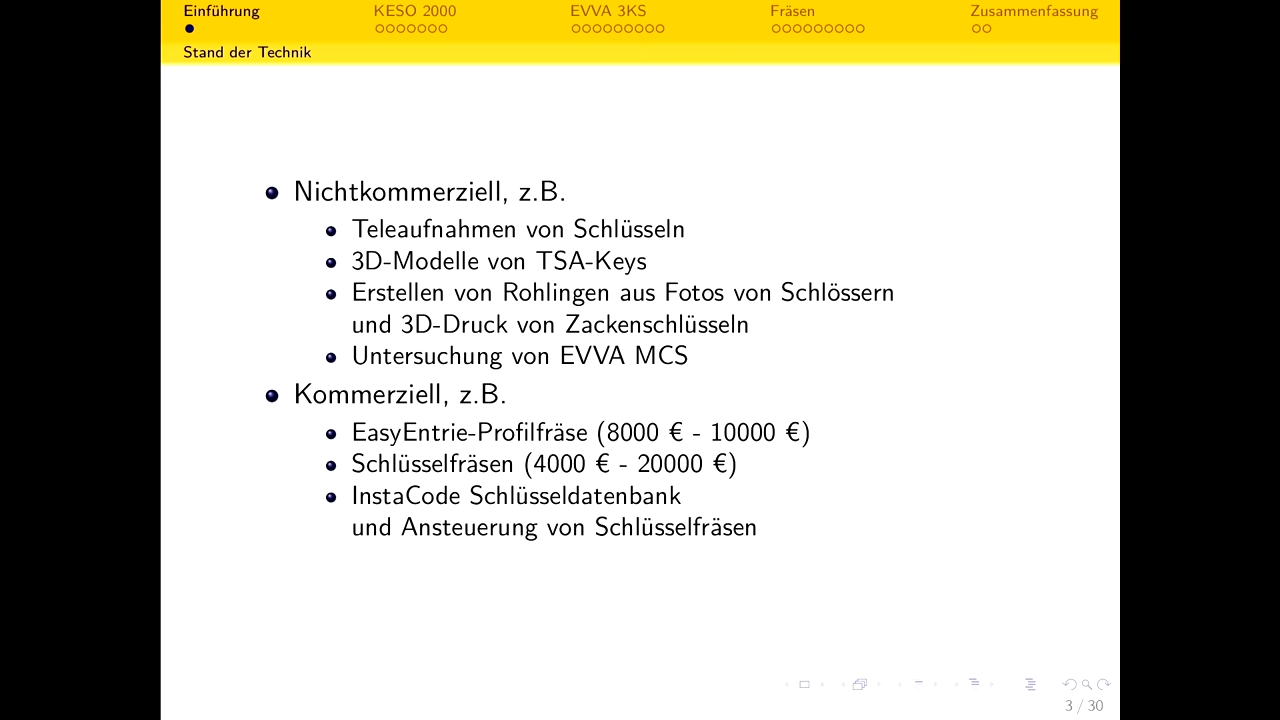 Einführung KESO 2000 EVVA 3KS Fräsen Zusammenfassung
Stand der Technik
Nichtkommerziell, z.B.
Teleaufnahmen von Schlüsseln
3D-Modelle von TSA-Keys
Erstellen von Rohlingen aus Fotos von Schlössern
und 3D-Druck von Zackenschlüsseln
Untersuchung von EVVA MCS
Kommerziell, z.B.
EasyEntrie-Profilfräse (8000 € - 10000 €)
Schlüsselfräsen (4000 € - 20000 €)
InstaCode Schlüsseldatenbank
und Ansteuerung von Schlüsselfräsen
3 / 30